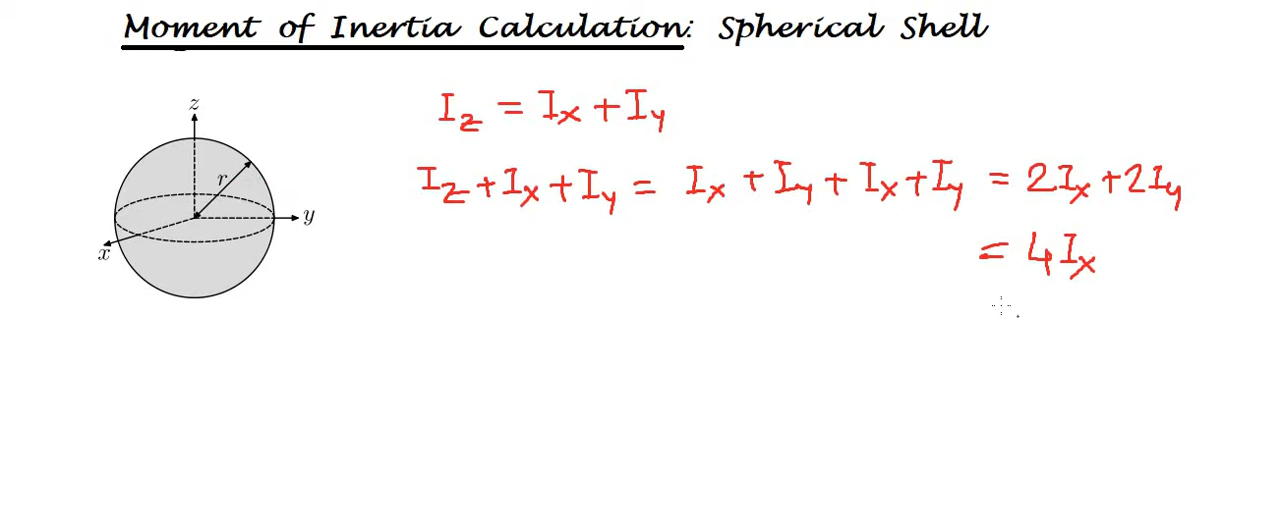 Moment of Inertia Calculation: Spherical Shell
z
I_z = I_x + I_y
r
I_z + I_x + I_y = I_x + I_y + I_x + I_y = 2I_x + 2I_y
y
x
= 4I_x